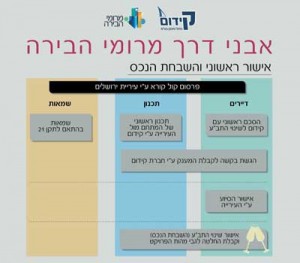 קידום
מרומי
הבירה
אבני דרך מרומי הבירה
אישור ראשוני והשבחת הנכס
פרסום קול קורא ע"י עיריית ירושלים
דיירים
תכנון
שמאות
הסכם ראשוני עם
קידום לשינוי התב"ע
תכנון ראשוני
של המתחם מול
העירייה ע"י קידום
שמאות
בהתאם לתקן 21
הגשת בקשה לקבלת המענק ע"י חברת קידום
אישור הסיוע
ע"י העירייה
אישור שינוי התב"ע והשבחת הנכס!
וקבלת החלטה לגבי מהות הפרויקט